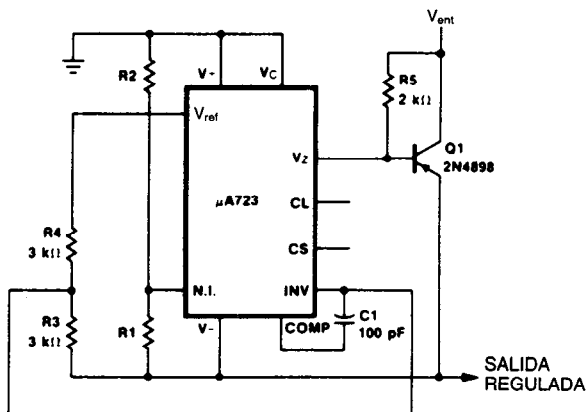 V_ent
R2
V+
V_C
R5
2 kΩ
V_ref
Q1
2N4898
V_Z
μA723
CL
R4
3 kΩ
CS
N.I.
INV
R3
3 kΩ
R1
V-
COMP
C1
100 pF
SALIDA
REGULADA